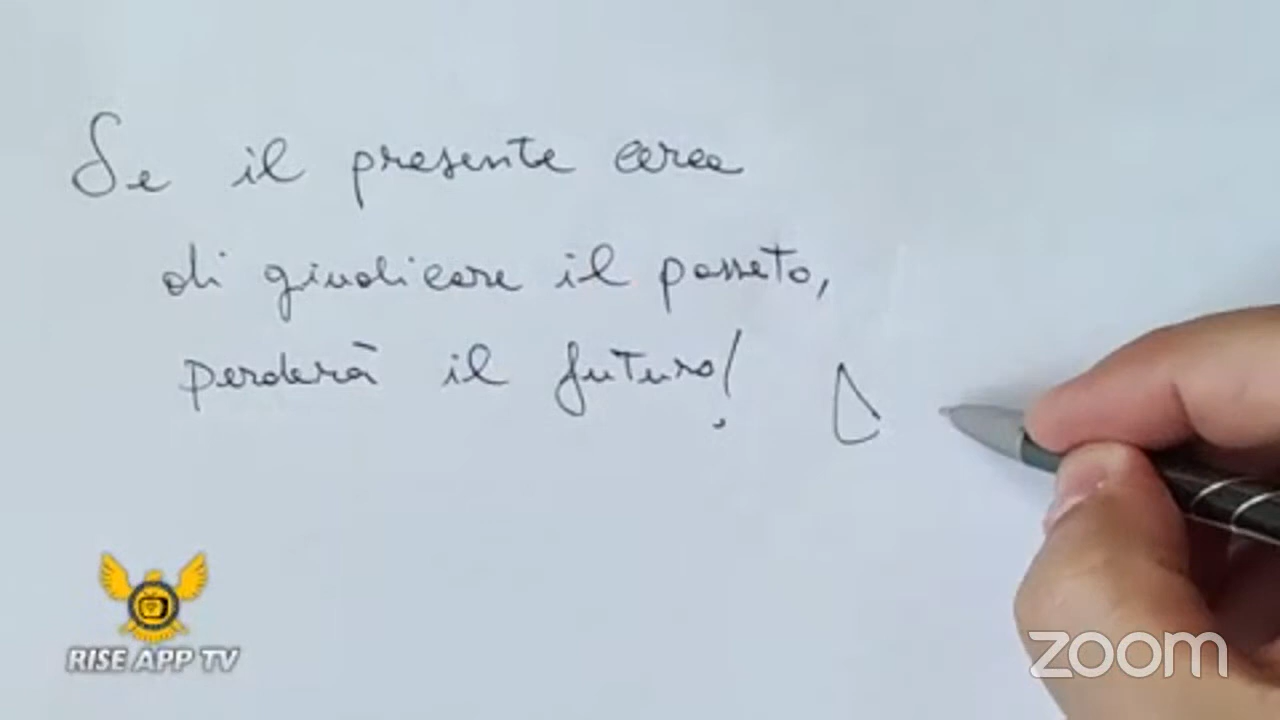 Se il presente cerca
di giudicare il passato,
perderà il futuro!
RISE APP TV
zoom